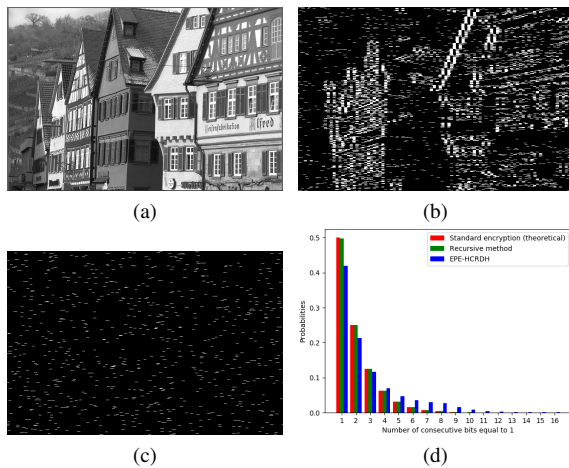 Pfeifenfabrikation Alfred
(a)
(b)
(c)
Standard encryption (theoretical)
Recursive method
EPE-HCRDH
0.5
0.4
0.3
0.2
0.1
0.0
Probabilities
1 2 3 4 5 6 7 8 9 10 11 12 13 14 15 16
Number of consecutive bits equal to 1
(d)